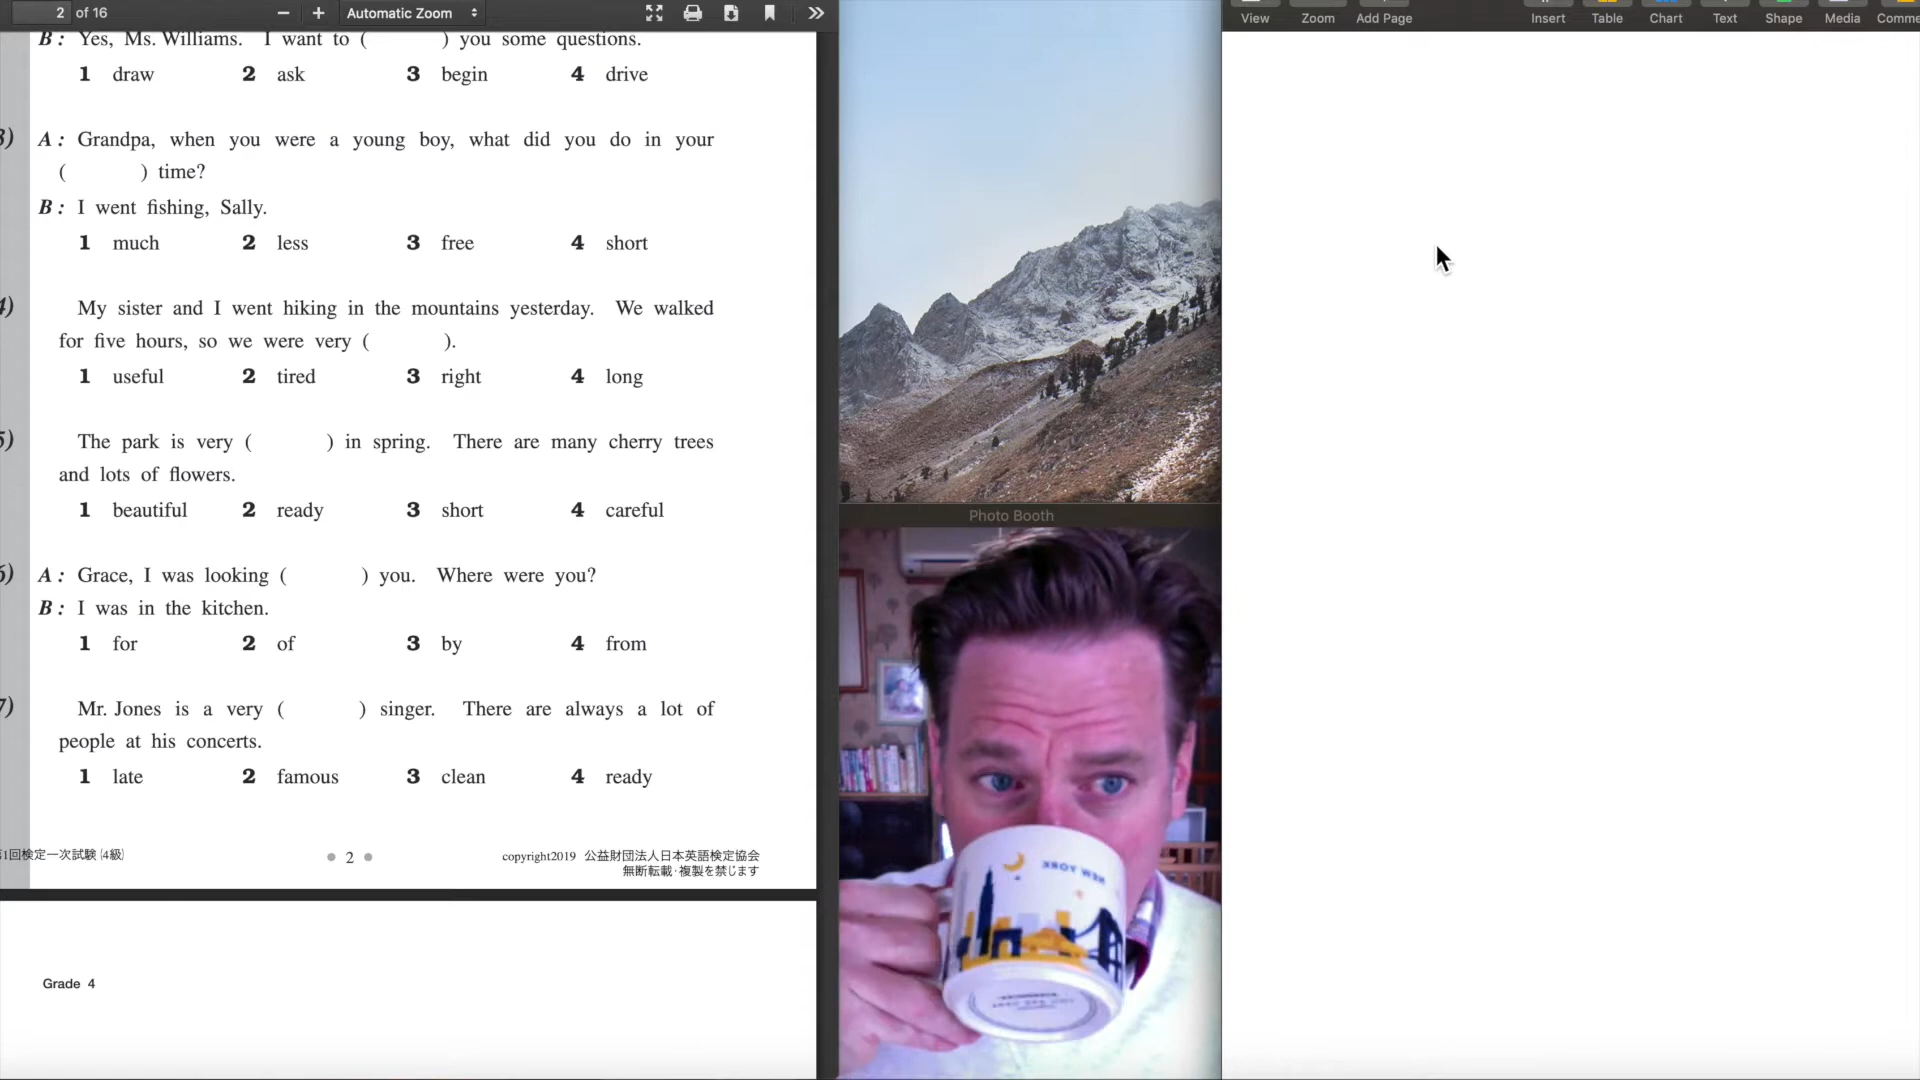 2 of 16
Automatic Zoom
B: Yes, Ms. Williams. I want to ( ) you some questions.
1 draw 2 ask 3 begin 4 drive
3) A: Grandpa, when you were a young boy, what did you do in your
( ) time?
B: I went fishing, Sally.
1 much 2 less 3 free 4 short
4) My sister and I went hiking in the mountains yesterday. We walked
for five hours, so we were very ( ).
1 useful 2 tired 3 right 4 long
5) The park is very ( ) in spring. There are many cherry trees
and lots of flowers.
1 beautiful 2 ready 3 short 4 careful
6) A: Grace, I was looking ( ) you. Where were you?
B: I was in the kitchen.
1 for 2 of 3 by 4 from
7) Mr. Jones is a very ( ) singer. There are always a lot of
people at his concerts.
1 late 2 famous 3 clean 4 ready
1回検定一次試験 (4級)
2
copyright2019 公益財団法人日本英語検定協会
無断転載・複製を禁じます
Grade 4
Photo Booth
NEW YORK
View Zoom Add Page Insert Table Chart Text Shape Media Comme